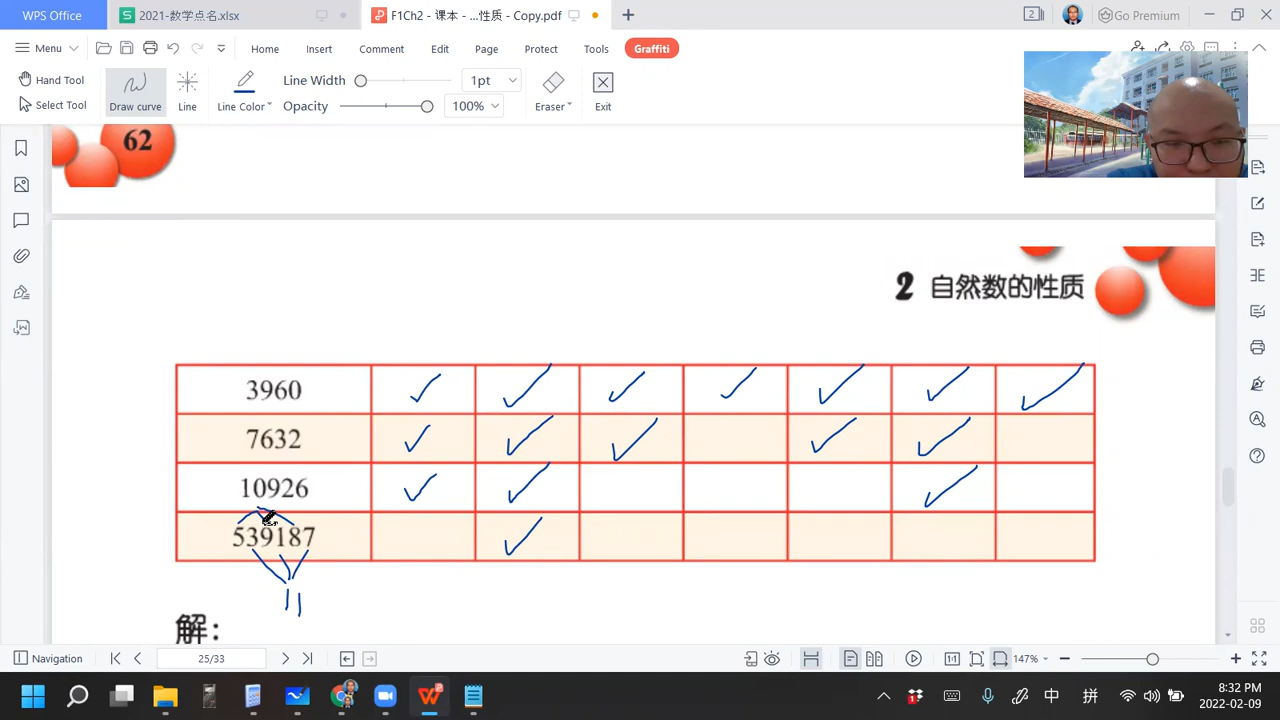 WPS Office
2021-数学点名.xlsx
F1Ch2 - 课本 - ...性质 - Copy.pdf
2
Go Premium
Menu
Home
Insert
Comment
Edit
Page
Protect
Tools
Graffiti
Hand Tool
Select Tool
Draw curve
Line
Line Color
Line Width
1pt
Opacity
100%
Eraser
Exit
62
2 自然数的性质
3960
7632
10926
539187
11
解：
Navigation
25/33
147%
中
拼
8:32 PM
2022-02-09